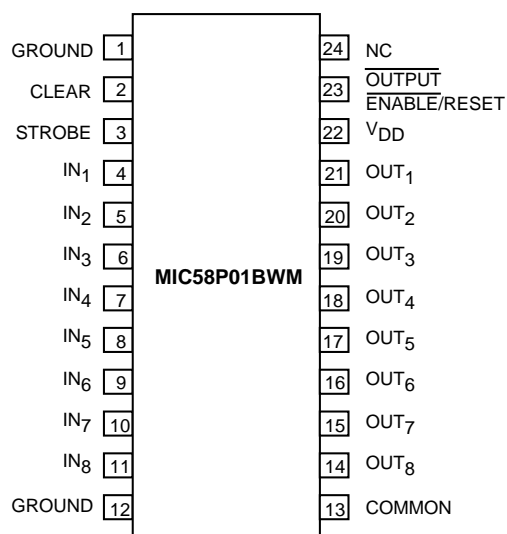 GROUND 1 24 NC
CLEAR 2 23 OUTPUT
ENABLE/RESET
STROBE 3 22 VDD
IN1 4 21 OUT1
IN2 5 20 OUT2
IN3 6 19 OUT3
MIC58P01BWM
IN4 7 18 OUT4
IN5 8 17 OUT5
IN6 9 16 OUT6
IN7 10 15 OUT7
IN8 11 14 OUT8
GROUND 12 13 COMMON